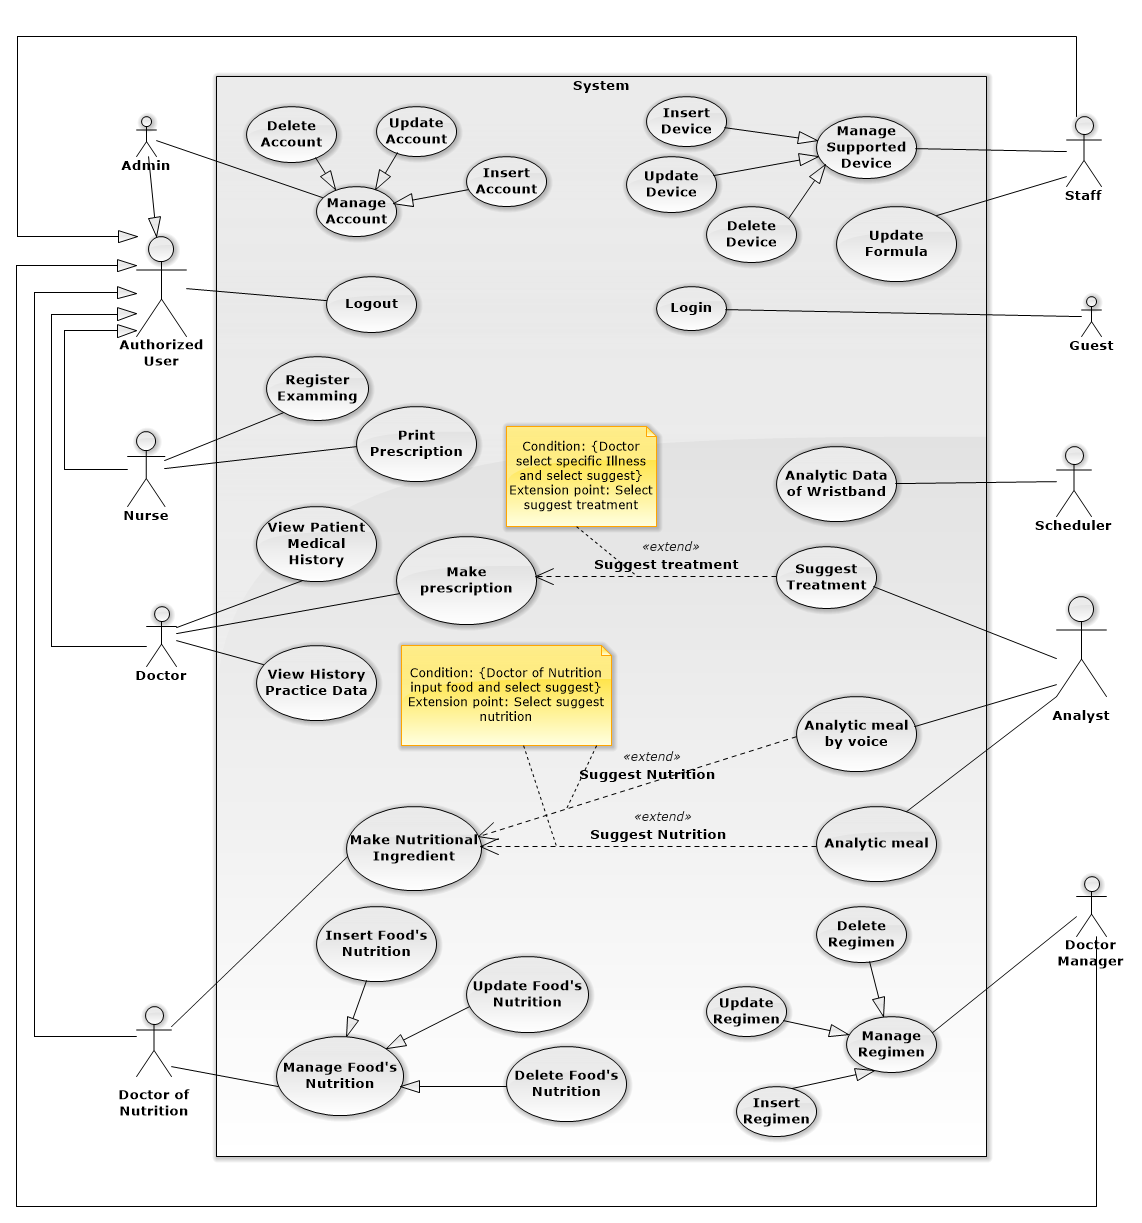 System
Delete
Account
Update
Account
Insert
Account
Manage
Account
Insert
Device
Update
Device
Delete
Device
Manage
Supported
Device
Update
Formula
Admin
Staff
Authorized
User
Logout
Login
Guest
Register
Examming
Print
Prescription
Nurse
Condition: {Doctor
select specific Illness
and select suggest}
Extension point: Select
suggest treatment
Analytic Data
of Wristband
Scheduler
View Patient
Medical
History
Make
prescription
«extend»
Suggest treatment
Suggest
Treatment
Doctor
View History
Practice Data
Condition: {Doctor of Nutrition
input food and select suggest}
Extension point: Select suggest
nutrition
Analyst
Analytic meal
by voice
«extend»
Suggest Nutrition
«extend»
Suggest Nutrition
Make Nutritional
Ingredient
Analytic meal
Insert Food's
Nutrition
Update Food's
Nutrition
Manage Food's
Nutrition
Delete Food's
Nutrition
Doctor of
Nutrition
Delete
Regimen
Update
Regimen
Manage
Regimen
Insert
Regimen
Doctor
Manager